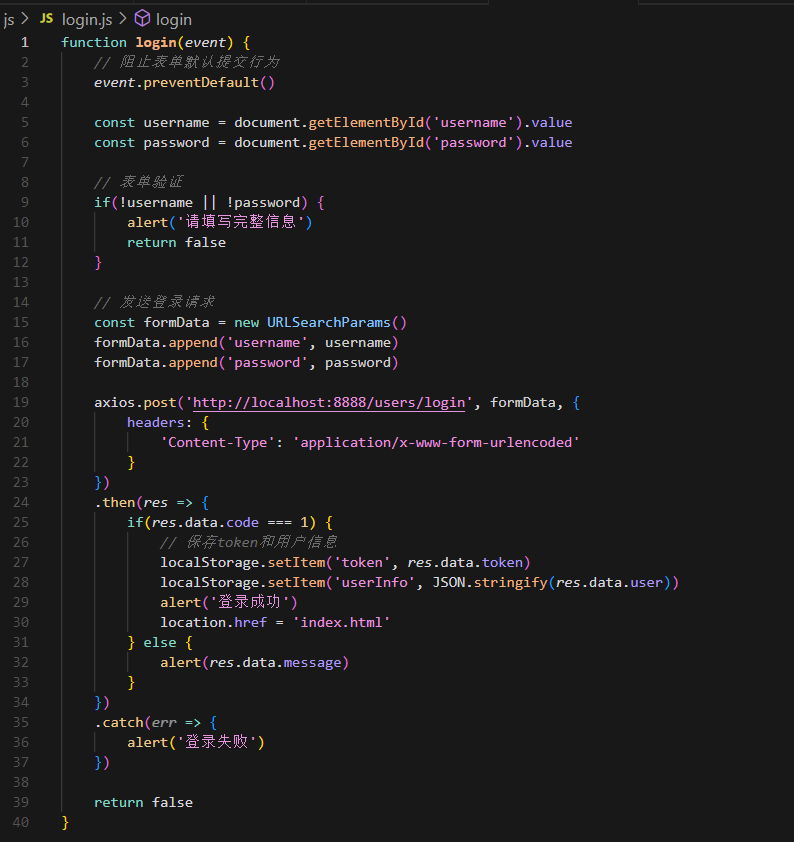 js > JS login.js > login
1 function login(event) {
2     // 阻止表单默认提交行为
3     event.preventDefault()
4
5     const username = document.getElementById('username').value
6     const password = document.getElementById('password').value
7
8     // 表单验证
9     if(!username || !password) {
10         alert('请填写完整信息')
11         return false
12     }
13
14     // 发送登录请求
15     const formData = new URLSearchParams()
16     formData.append('username', username)
17     formData.append('password', password)
18
19     axios.post('http://localhost:8888/users/login', formData, {
20         headers: {
21             'Content-Type': 'application/x-www-form-urlencoded'
22         }
23     })
24     .then(res => {
25         if(res.data.code === 1) {
26             // 保存token和用户信息
27             localStorage.setItem('token', res.data.token)
28             localStorage.setItem('userInfo', JSON.stringify(res.data.user))
29             alert('登录成功')
30             location.href = 'index.html'
31         } else {
32             alert(res.data.message)
33         }
34     })
35     .catch(err => {
36         alert('登录失败')
37     })
38
39     return false
40 }